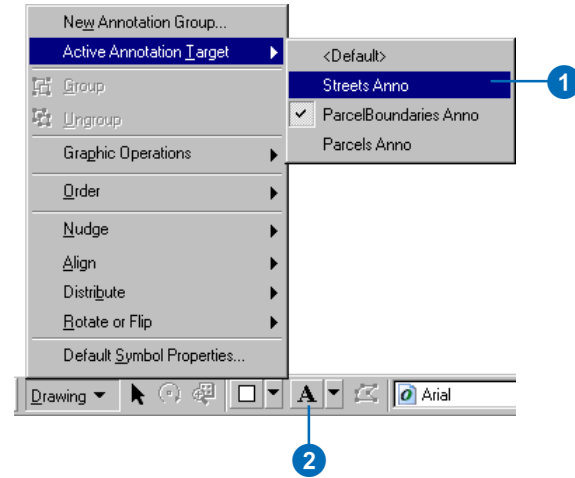 New Annotation Group...
Active Annotation Target
<Default>
Streets Anno
1
ParcelBoundaries Anno
Parcels Anno
Group
Ungroup
Graphic Operations
Order
Nudge
Align
Distribute
Rotate or Flip
Default Symbol Properties...
Drawing A Arial
2